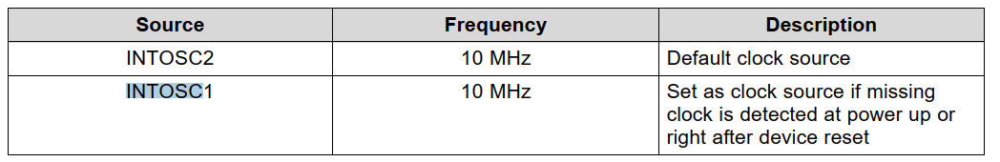 Source Frequency Description
INTOSC2 10 MHz Default clock source
INTOSC1 10 MHz Set as clock source if missing
clock is detected at power up or
right after device reset